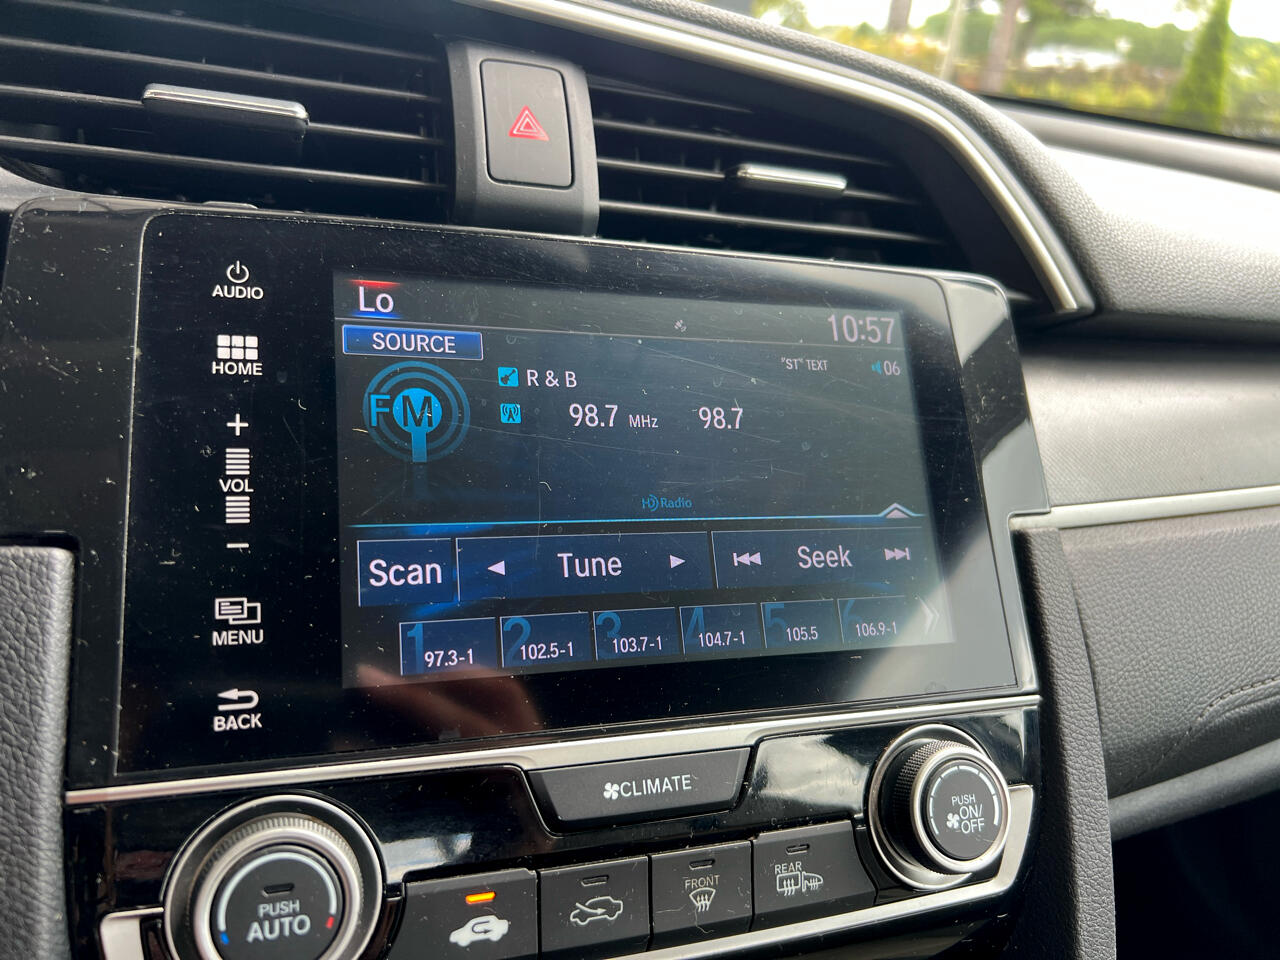 AUDIO
HOME
+
VOL
−
MENU
BACK
Lo
10:57
SOURCE
"ST" TEXT
06
FM
R & B
98.7 MHz 98.7
HD Radio
Scan
Tune
Seek
1 97.3-1
2 102.5-1
3 103.7-1
4 104.7-1
5 105.5
6 106.9-1
CLIMATE
PUSH
AUTO
FRONT
REAR
PUSH
ON/
OFF